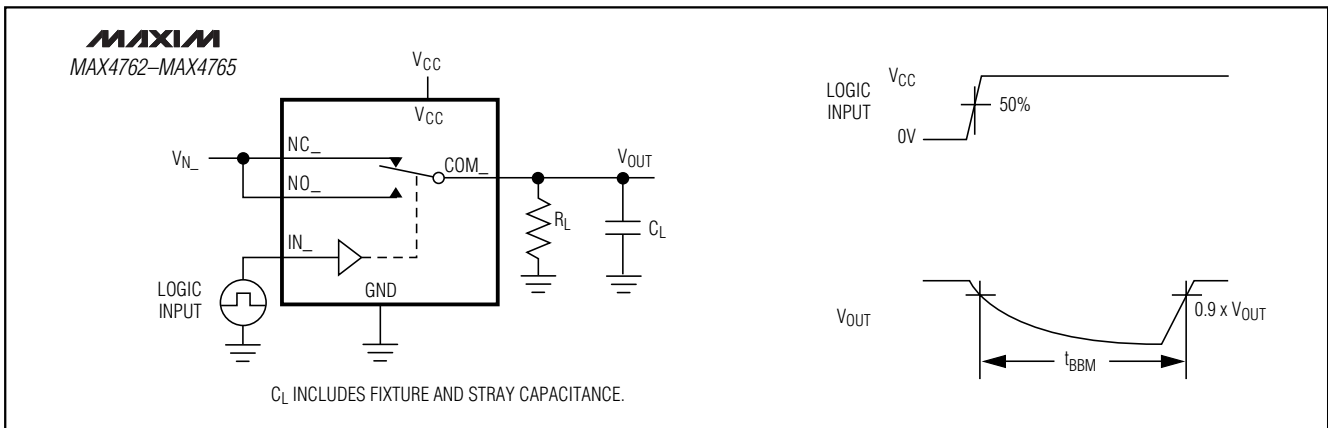 MAXIM
MAX4762–MAX4765
VCC
VCC
VN_
NC_
NO_
COM_
VOUT
RL
CL
IN_
LOGIC
INPUT
GND
CL INCLUDES FIXTURE AND STRAY CAPACITANCE.
LOGIC
INPUT
VCC
0V
50%
VOUT
0.9 x VOUT
tBBM